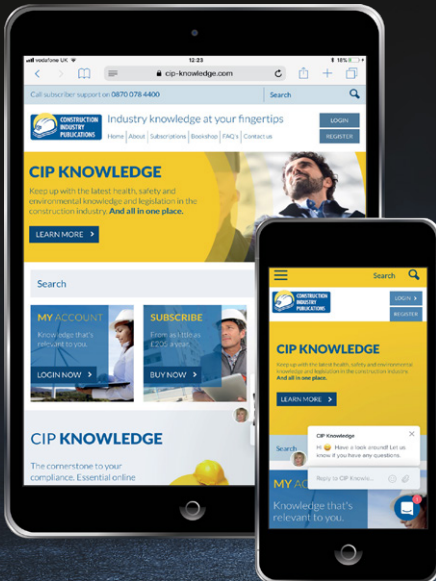 vodafone UK
12:23
18%
cip-knowledge.com
Call subscriber support on 0870 078 4400
Search
CONSTRUCTION
INDUSTRY
PUBLICATIONS
Industry knowledge at your fingertips
LOGIN
Home | About | Subscriptions | Bookshop | FAQ's | Contact us
REGISTER
CIP KNOWLEDGE
Keep up with the latest health, safety and
environmental knowledge and legislation in the
construction industry. And all in one place.
LEARN MORE >
Search
MY ACCOUNT
Knowledge that's
relevant to you.
LOGIN NOW >
SUBSCRIBE
From as little as
£205 a year.
BUY NOW >
CIP KNOWLEDGE
The cornerstone to your
compliance. Essential online
Search
CONSTRUCTION
INDUSTRY
PUBLICATIONS
LOGIN >
REGISTER
CIP KNOWLEDGE
Keep up with the latest health, safety and environmental
knowledge and legislation in the construction industry.
And all in one place.
LEARN MORE >
Search
CIP Knowledge
Hi 😀 Have a look around! Let us
know if you have any questions.
Reply to CIP Knowle...
MY AC
Knowledge that's
relevant to you.
1